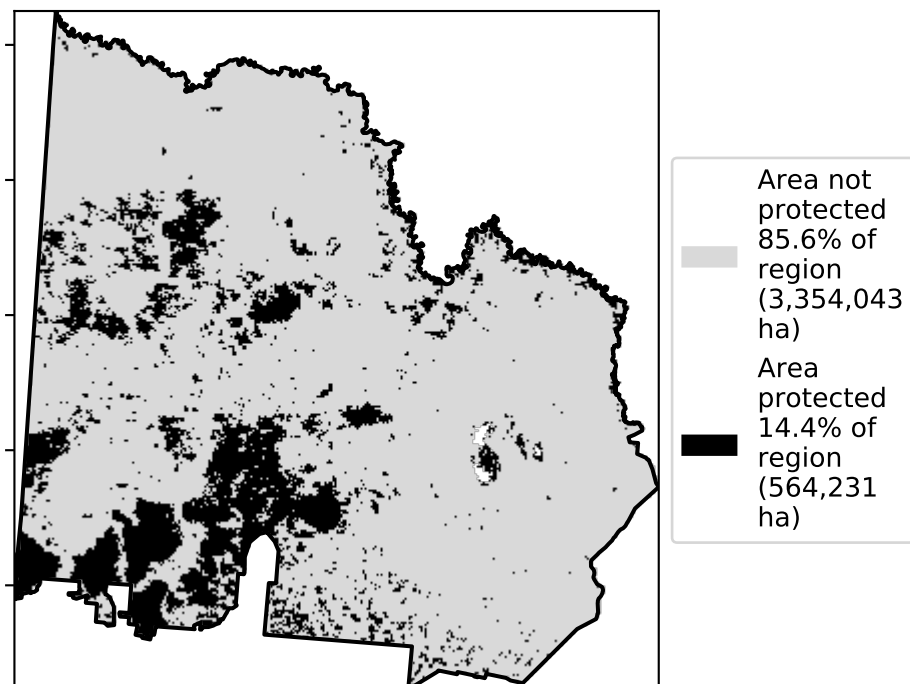 Area not
protected
85.6% of
region
(3,354,043
ha)
Area
protected
14.4% of
region
(564,231
ha)